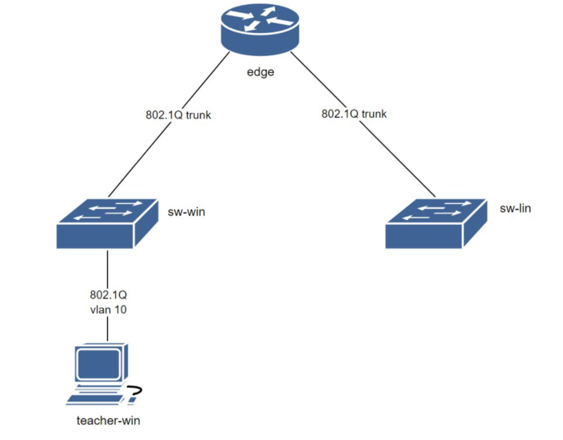 edge
802.1Q trunk
802.1Q trunk
sw-win
sw-lin
802.1Q
vlan 10
teacher-win